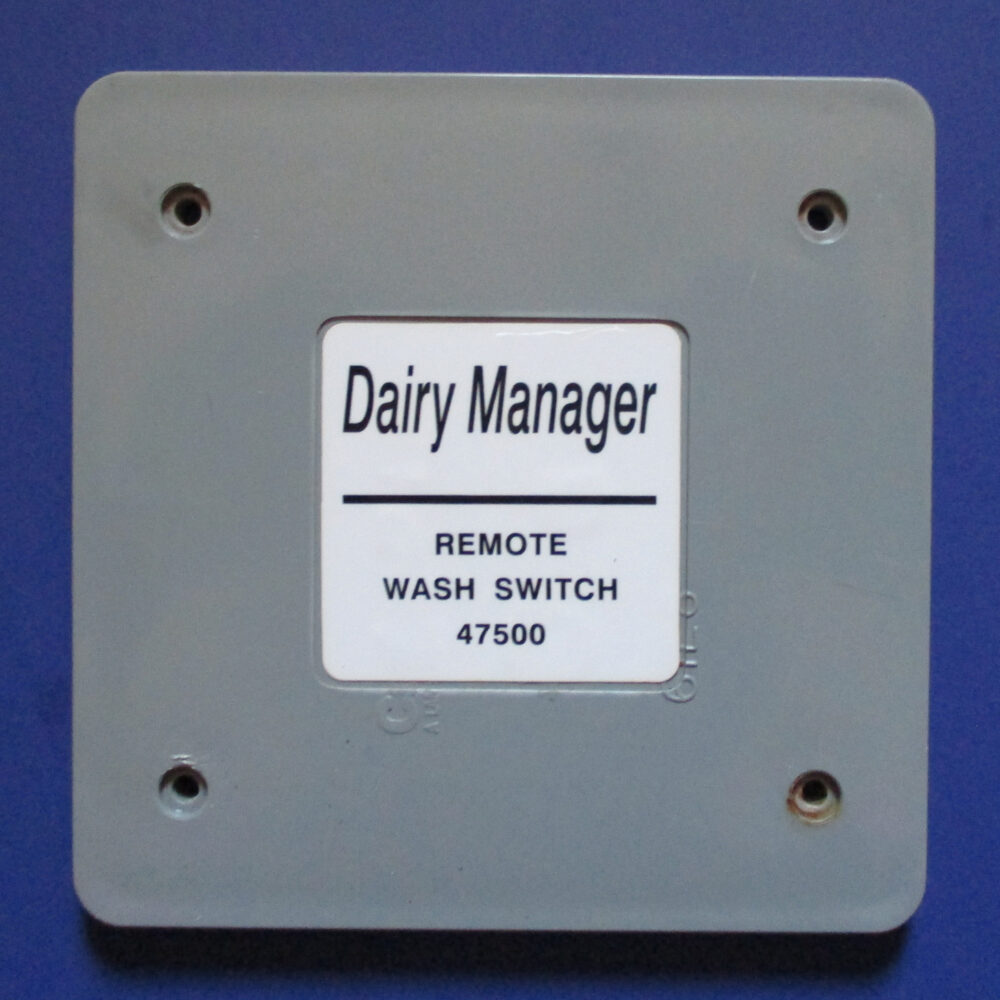 Dairy Manager
REMOTE
WASH SWITCH
47500